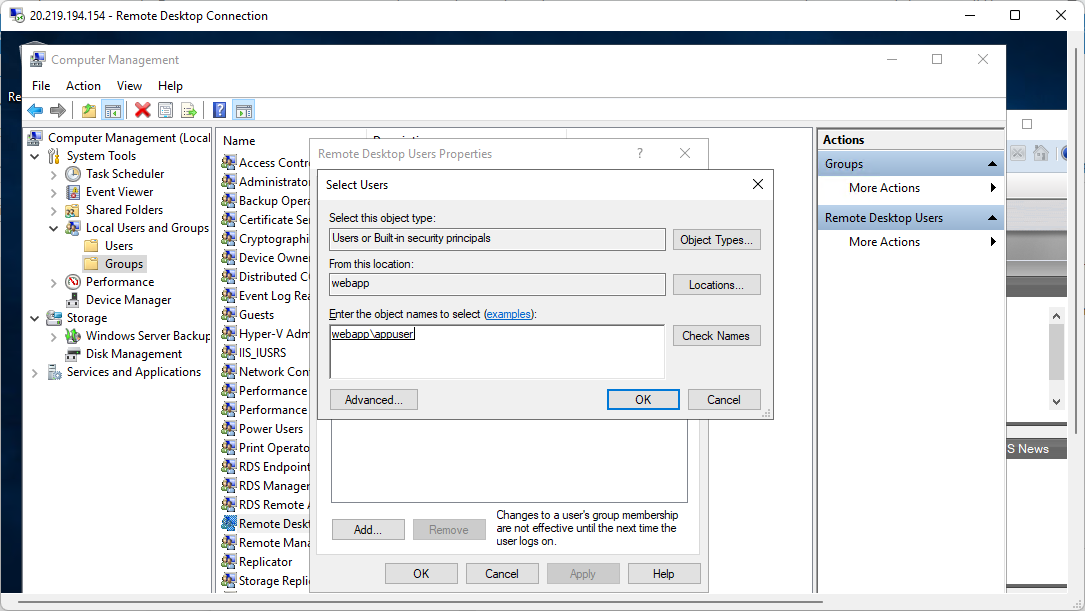 20.219.194.154 - Remote Desktop Connection
Computer Management
File Action View Help
Computer Management (Local
System Tools
Task Scheduler
Event Viewer
Shared Folders
Local Users and Groups
Users
Groups
Performance
Device Manager
Storage
Windows Server Backup
Disk Management
Services and Applications
Name
Access Contr
Administrato
Backup Opera
Certificate Se
Cryptographi
Device Owner
Distributed C
Event Log Rea
Guests
Hyper-V Adm
IIS_IUSRS
Network Con
Performance
Performance
Power Users
Print Operato
RDS Endpoint
RDS Manager
RDS Remote A
Remote Deskt
Remote Mana
Replicator
Storage Replic
Remote Desktop Users Properties
?
Select Users
Select this object type:
Users or Built-in security principals
Object Types...
From this location:
webapp
Locations...
Enter the object names to select (examples):
webapp\appuser
Check Names
Advanced...
OK
Cancel
Add...
Remove
Changes to a user's group membership
are not effective until the next time the
user logs on.
OK
Cancel
Apply
Help
Actions
Groups
More Actions
Remote Desktop Users
More Actions
S News
Re